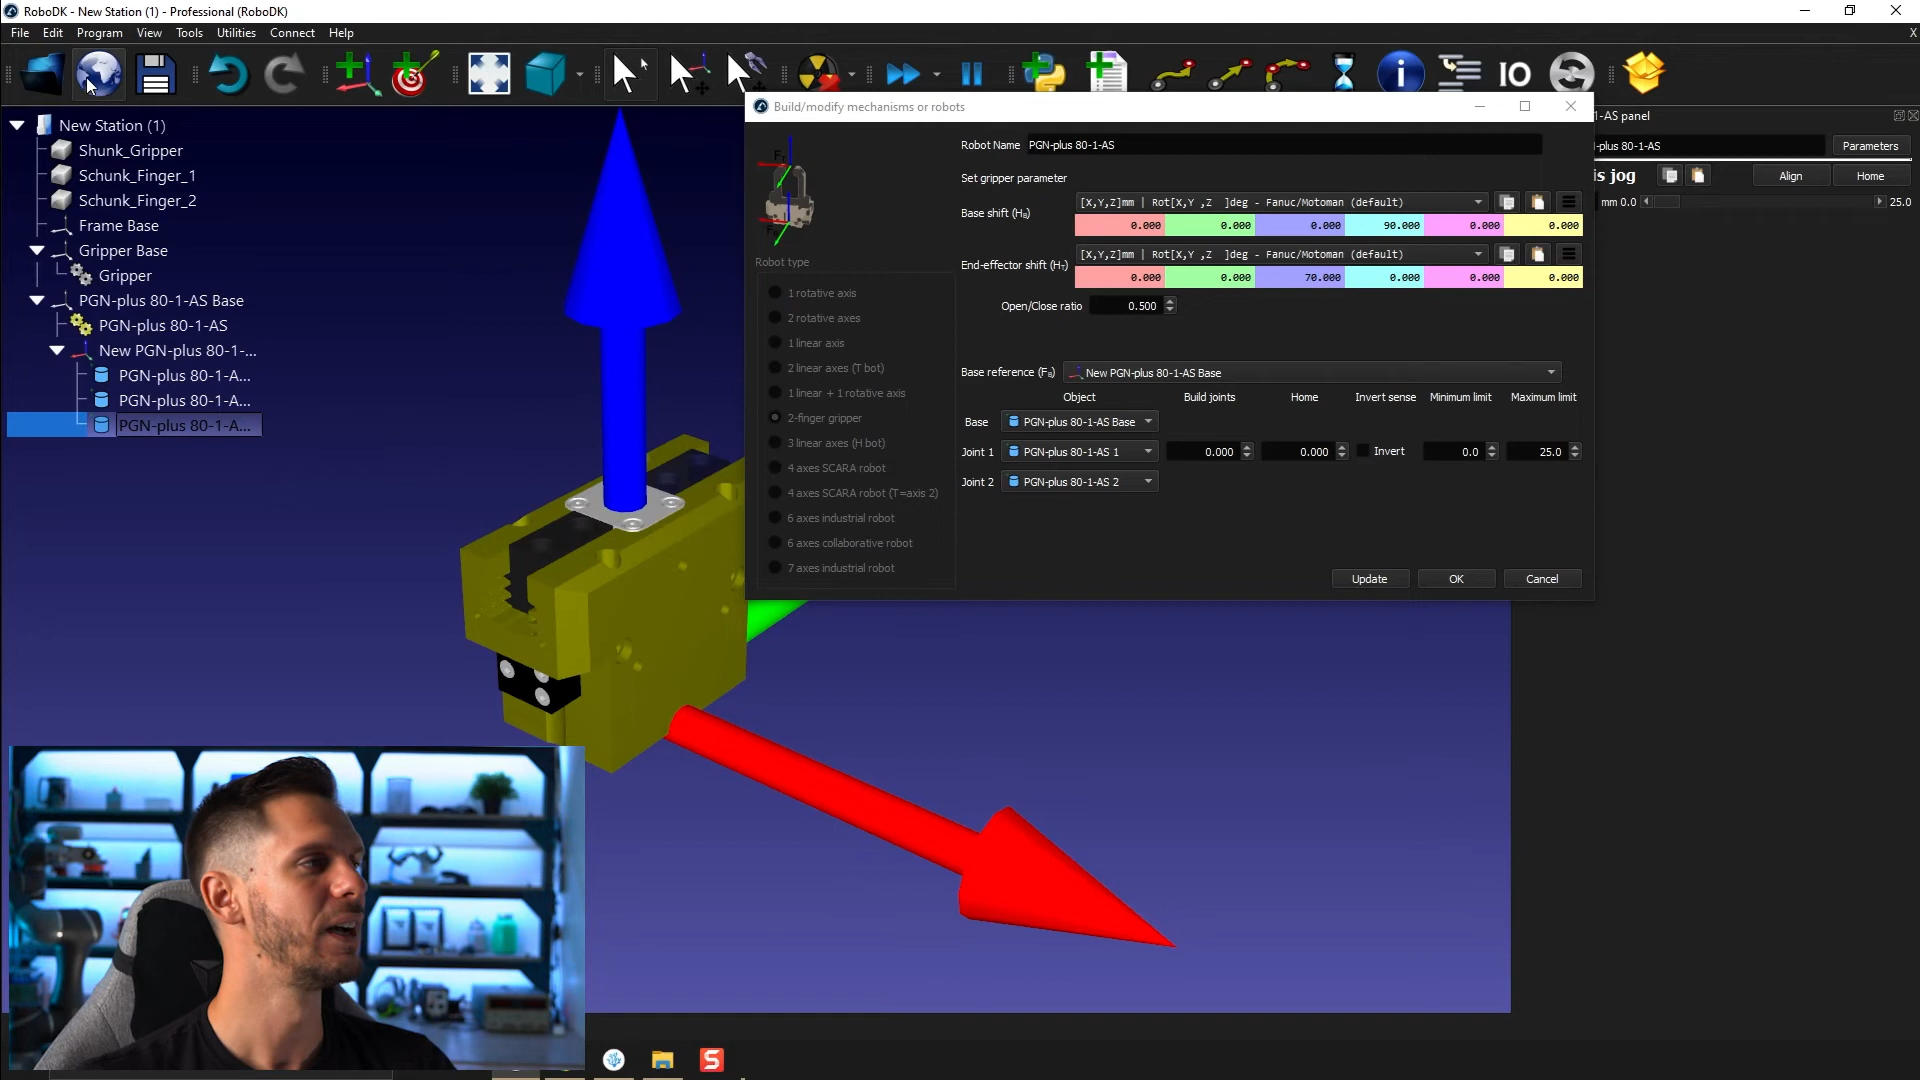 RoboDK - New Station (1) - Professional (RoboDK)
File Edit Program View Tools Utilities Connect Help X
IO
New Station (1)
Shunk_Gripper
Schunk_Finger_1
Schunk_Finger_2
Frame Base
Gripper Base
Gripper
PGN-plus 80-1-AS Base
PGN-plus 80-1-AS
New PGN-plus 80-1-...
PGN-plus 80-1-A...
PGN-plus 80-1-A...
PGN-plus 80-1-A...
Build/modify mechanisms or robots
Robot Name PGN-plus 80-1-AS
Set gripper parameter
[X,Y,Z]mm | Rot[X,Y ,Z ]deg - Fanuc/Motoman (default)
Base shift (HB)
0.000 0.000 0.000 90.000 0.000 0.000
[X,Y,Z]mm | Rot[X,Y ,Z ]deg - Fanuc/Motoman (default)
End-effector shift (HT)
0.000 0.000 70.000 0.000 0.000 0.000
Open/Close ratio 0.500
Robot type
1 rotative axis
2 rotative axes
1 linear axis
2 linear axes (T bot)
1 linear + 1 rotative axis
2-finger gripper
3 linear axes (H bot)
4 axes SCARA robot
4 axes SCARA robot (T=axis 2)
6 axes industrial robot
6 axes collaborative robot
7 axes industrial robot
Base reference (FB) New PGN-plus 80-1-AS Base
Object Build joints Home Invert sense Minimum limit Maximum limit
Base PGN-plus 80-1-AS Base
Joint 1 PGN-plus 80-1-AS 1 0.000 0.000 Invert 0.0 25.0
Joint 2 PGN-plus 80-1-AS 2
Update OK Cancel
1-AS panel
-plus 80-1-AS Parameters
is jog Align Home
mm 0.0 25.0
S